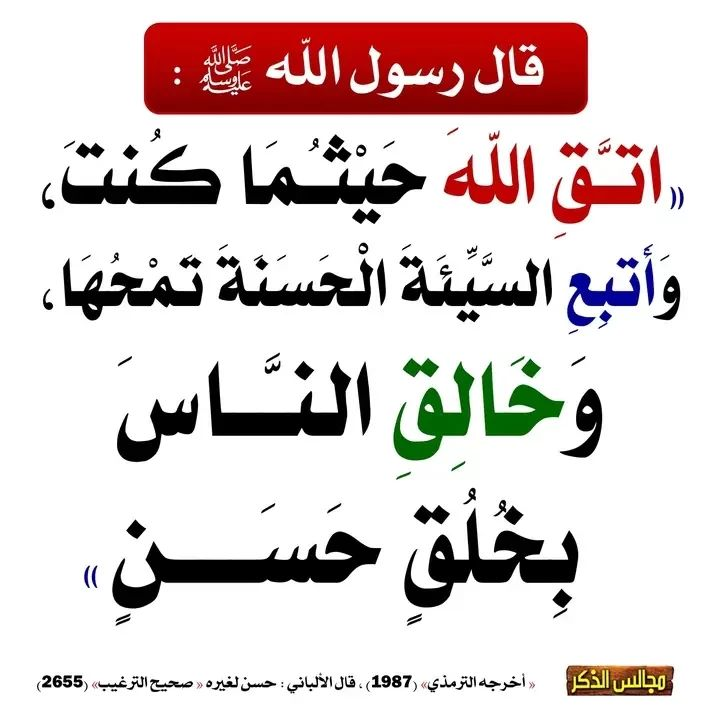 قال رسول الله ﷺ :
« اتَّقِ اللهَ حَيْثُمَا كُنتَ،
وَأَتبِعِ السَّيِّئَةَ الْحَسَنَةَ تَمْحُهَا،
وَخَالِقِ النَّاسَ
بِخُلُقٍ حَسَنٍ »
« أخرجه الترمذي» (1987) ، قال الألباني : حسن لغيره « صحيح الترغيب» (2655)
مجالس الذكر